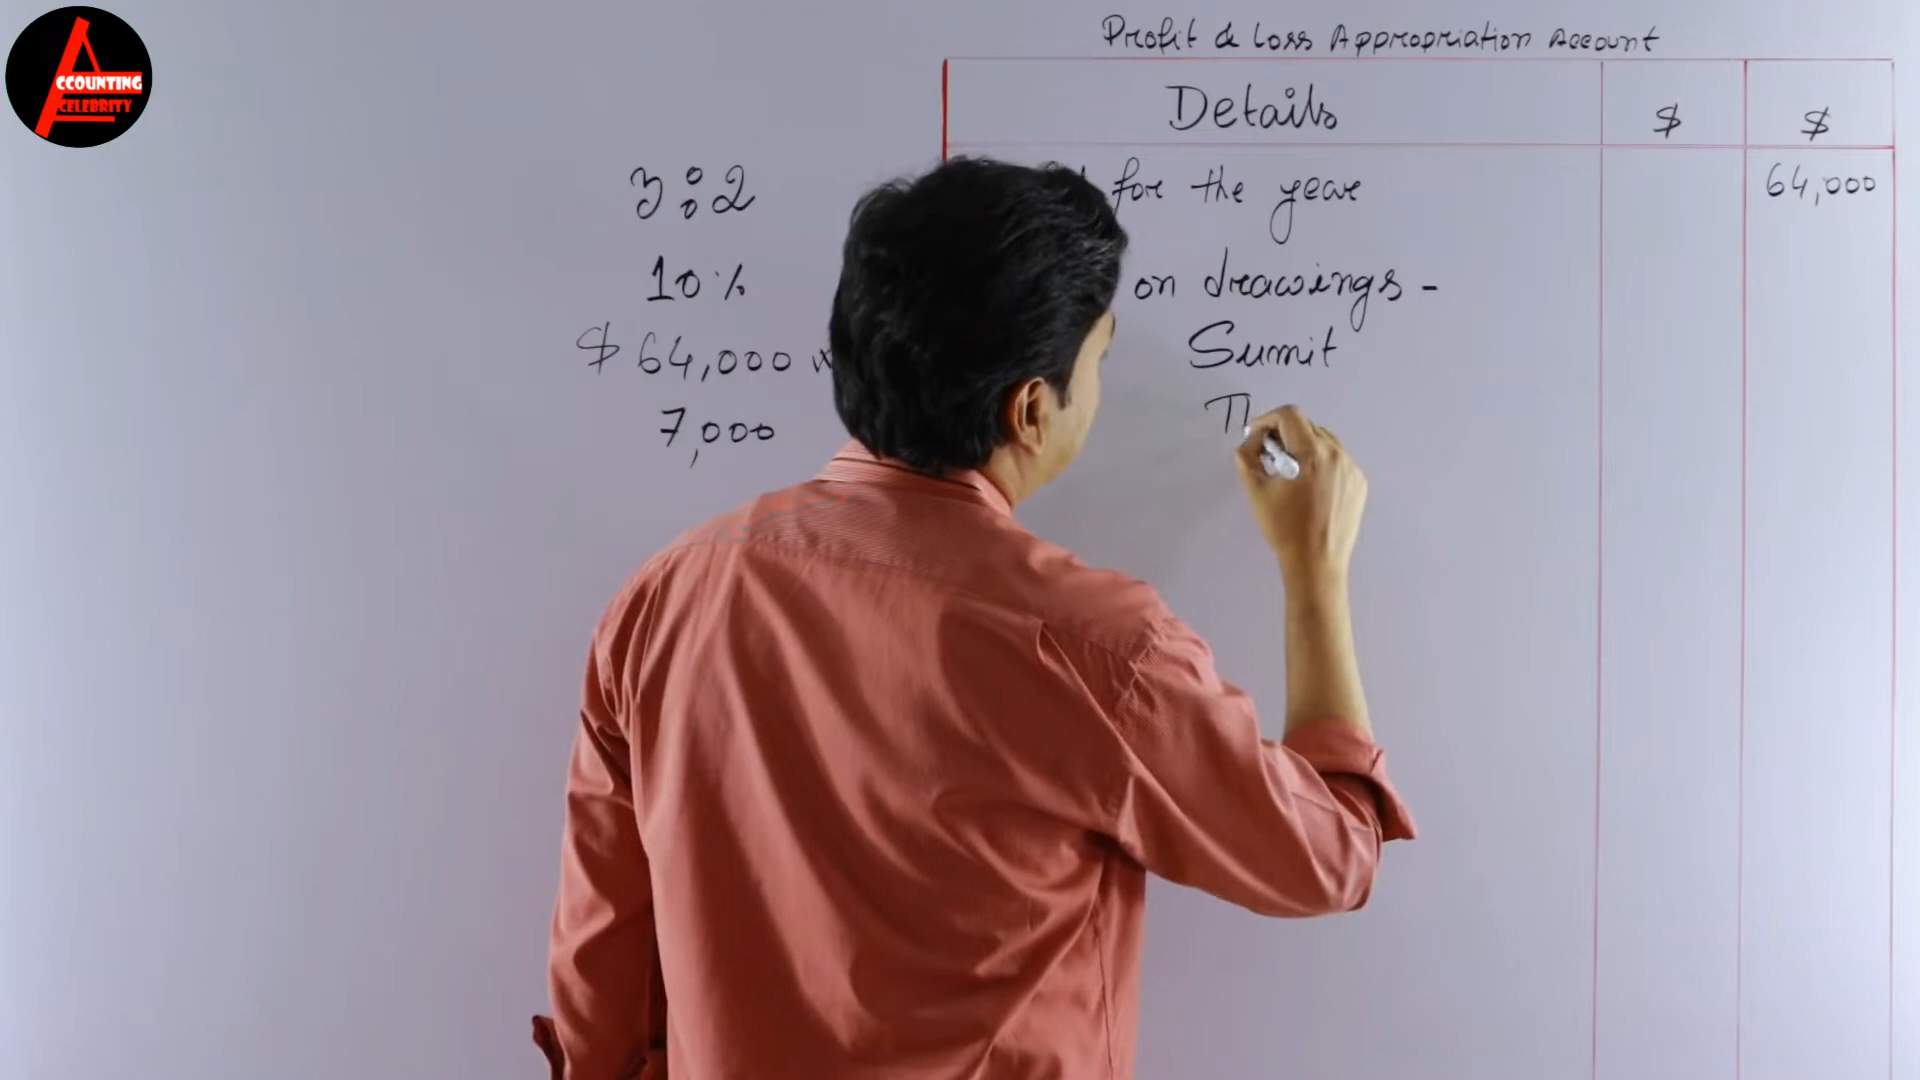 ACCOUNTING
CELEBRITY
Profit & Loss Appropriation Account
Details $ $
3:2
10%
$ 64,000
7,000
for the year 64,000
on drawings -
Sumit